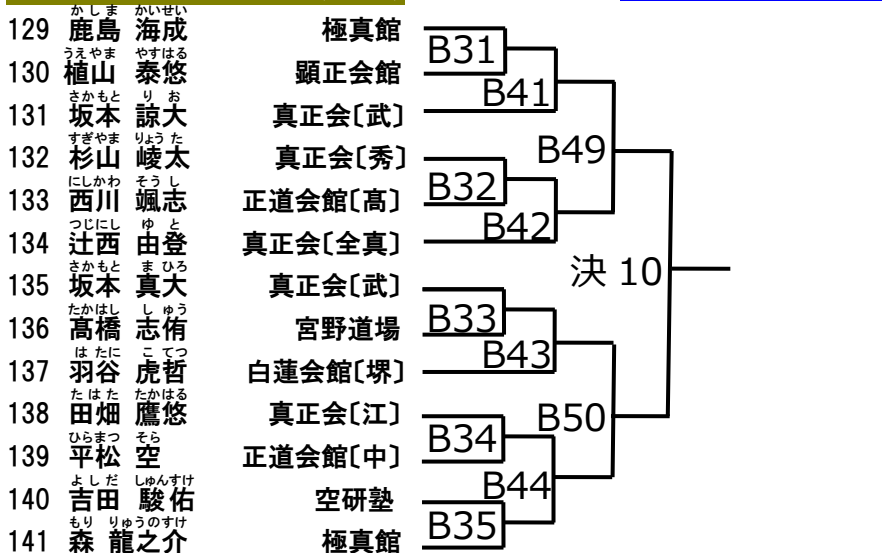 かしま かいせい
129 鹿島 海成 極真館
B31
うえやま やすはる
130 植山 泰悠 顕正会館
B41
さかもと り お
131 坂本 諒大 真正会〔武〕
B49
すぎやま りょうた
132 杉山 崚太 真正会〔秀〕
B32
にしかわ そうし
133 西川 颯志 正道会館〔高〕
B42
つじにし ゆ と
134 辻西 由登 真正会〔全真〕
決 10
さかもと ま ひろ
135 坂本 真大 真正会〔武〕
B33
たかはし し ゅう
136 髙橋 志侑 宮野道場
B43
は たに こ てつ
137 羽谷 虎哲 白蓮会館〔堺〕
た はた たかはる
138 田畑 鷹悠 真正会〔江〕
B50
B34
ひらまつ そら
139 平松 空 正道会館〔中〕
B44
よしだ しゅんすけ
140 吉田 駿佑 空研塾
B35
もり りゅうのすけ
141 森 龍之介 極真館